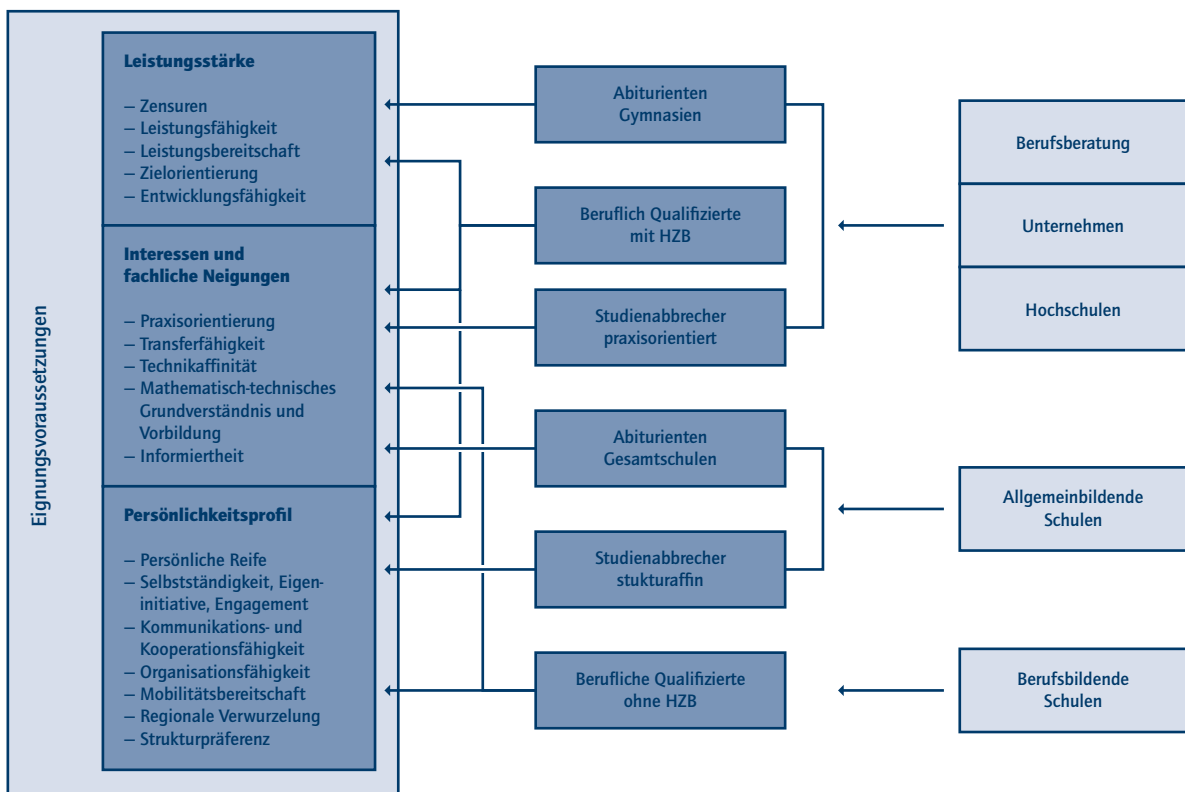 Eignungsvoraussetzungen
Leistungsstärke
– Zensuren
– Leistungsfähigkeit
– Leistungsbereitschaft
– Zielorientierung
– Entwicklungsfähigkeit
Interessen und
fachliche Neigungen
– Praxisorientierung
– Transferfähigkeit
– Technikaffinität
– Mathematisch-technisches
Grundverständnis und
Vorbildung
– Informiertheit
Persönlichkeitsprofil
– Persönliche Reife
– Selbstständigkeit, Eigen-
initiative, Engagement
– Kommunikations- und
Kooperationsfähigkeit
– Organisationsfähigkeit
– Mobilitätsbereitschaft
– Regionale Verwurzelung
– Strukturpräferenz
Abiturienten
Gymnasien
Beruflich Qualifizierte
mit HZB
Studienabbrecher
praxisorientiert
Abiturienten
Gesamtschulen
Studienabbrecher
stukturaffin
Berufliche Qualifizierte
ohne HZB
Berufsberatung
Unternehmen
Hochschulen
Allgemeinbildende
Schulen
Berufsbildende
Schulen